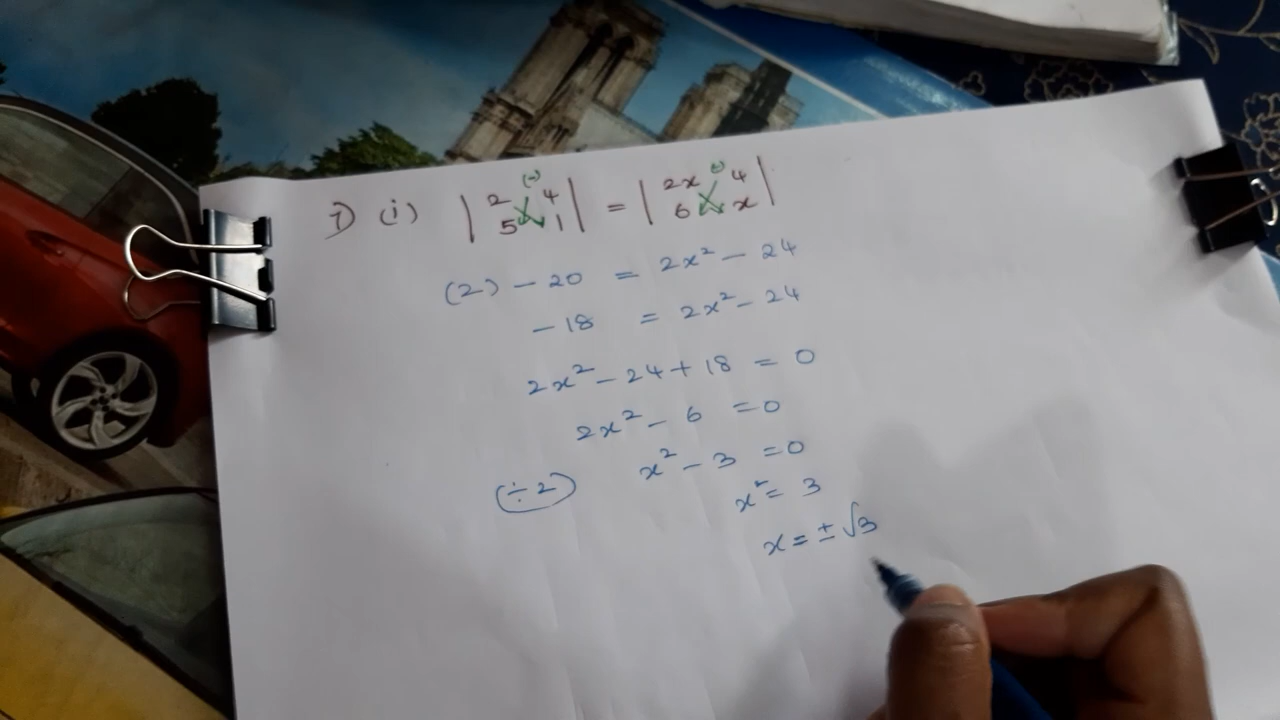 7) (i) | 2 (-) 4 | = | 2x (-) 4 |
5 1 6 x
(2) - 20 = 2x² - 24
- 18 = 2x² - 24
2x² - 24 + 18 = 0
2x² - 6 = 0
(÷2) x² - 3 = 0
x² = 3
x = ± √3